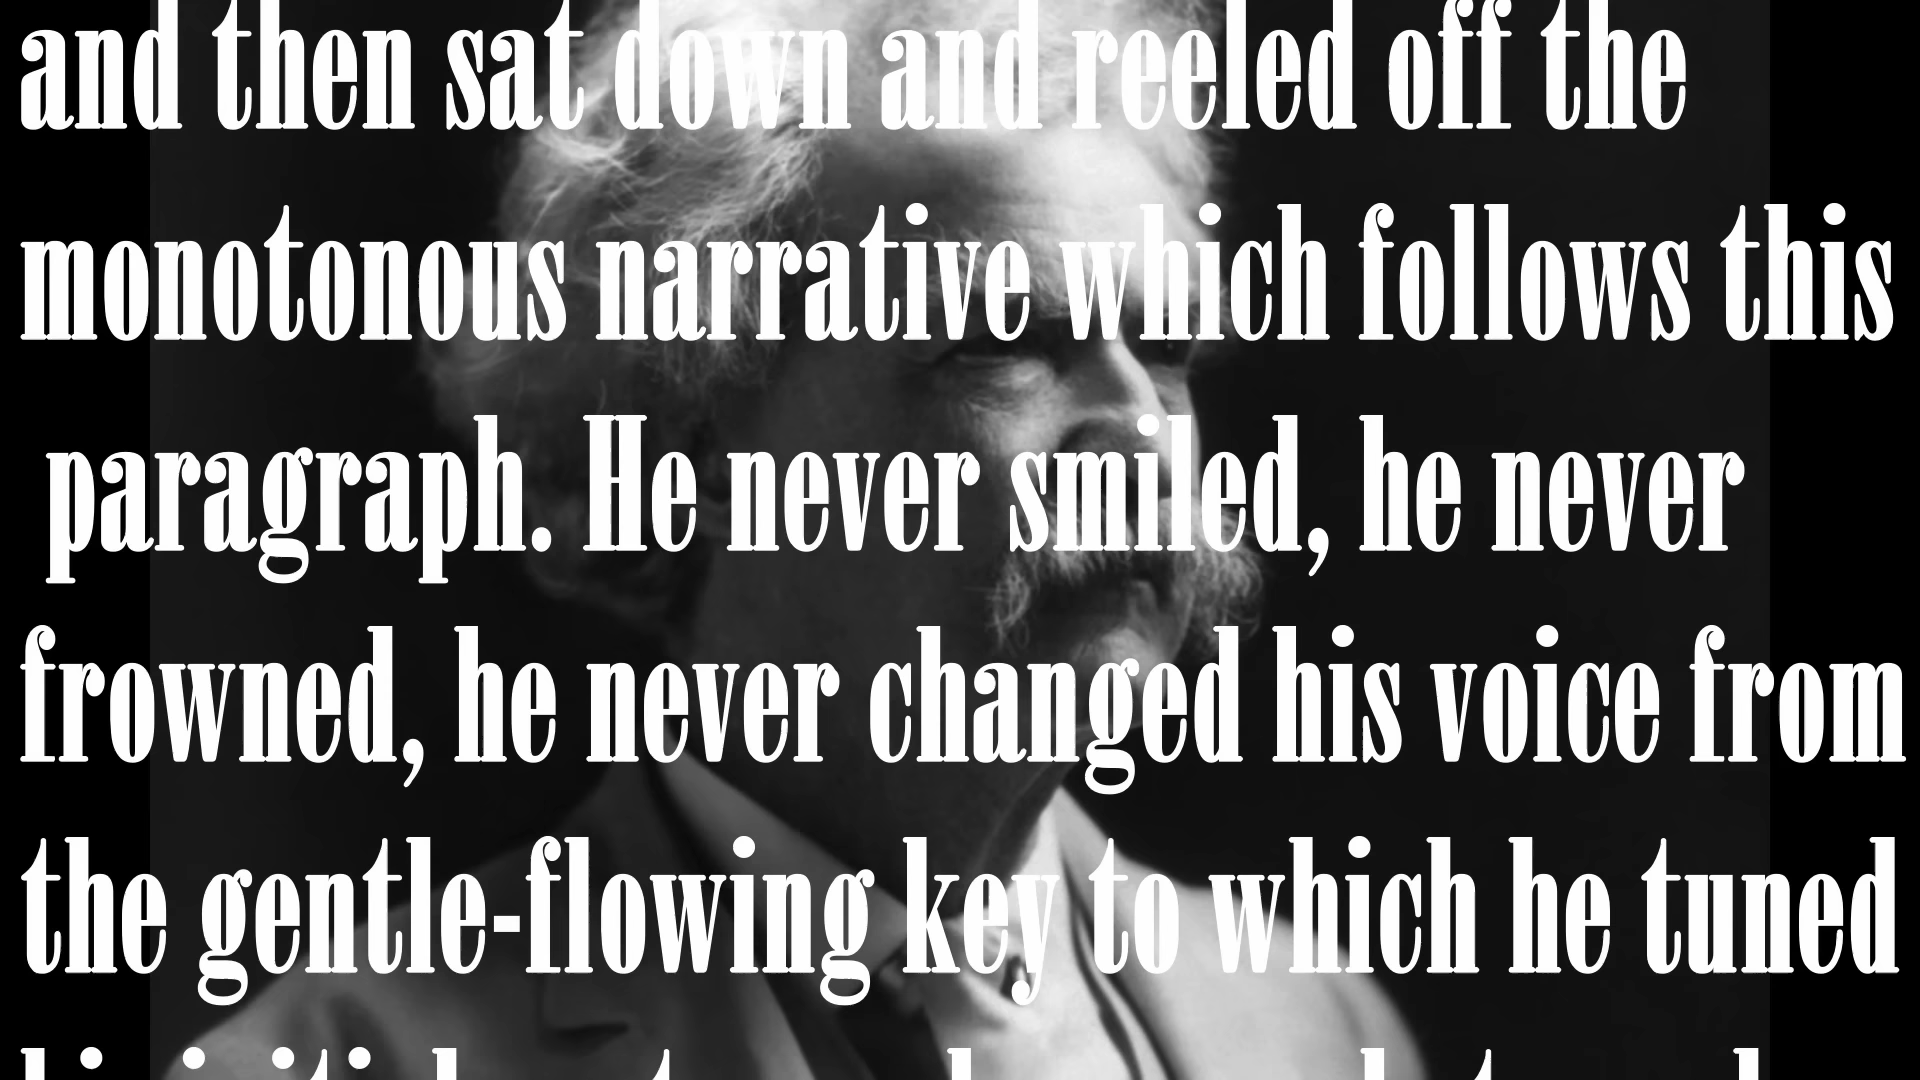 and then sat down and reeled off the
monotonous narrative which follows this
paragraph. He never smiled, he never
frowned, he never changed his voice from
the gentle-flowing key to which he tuned